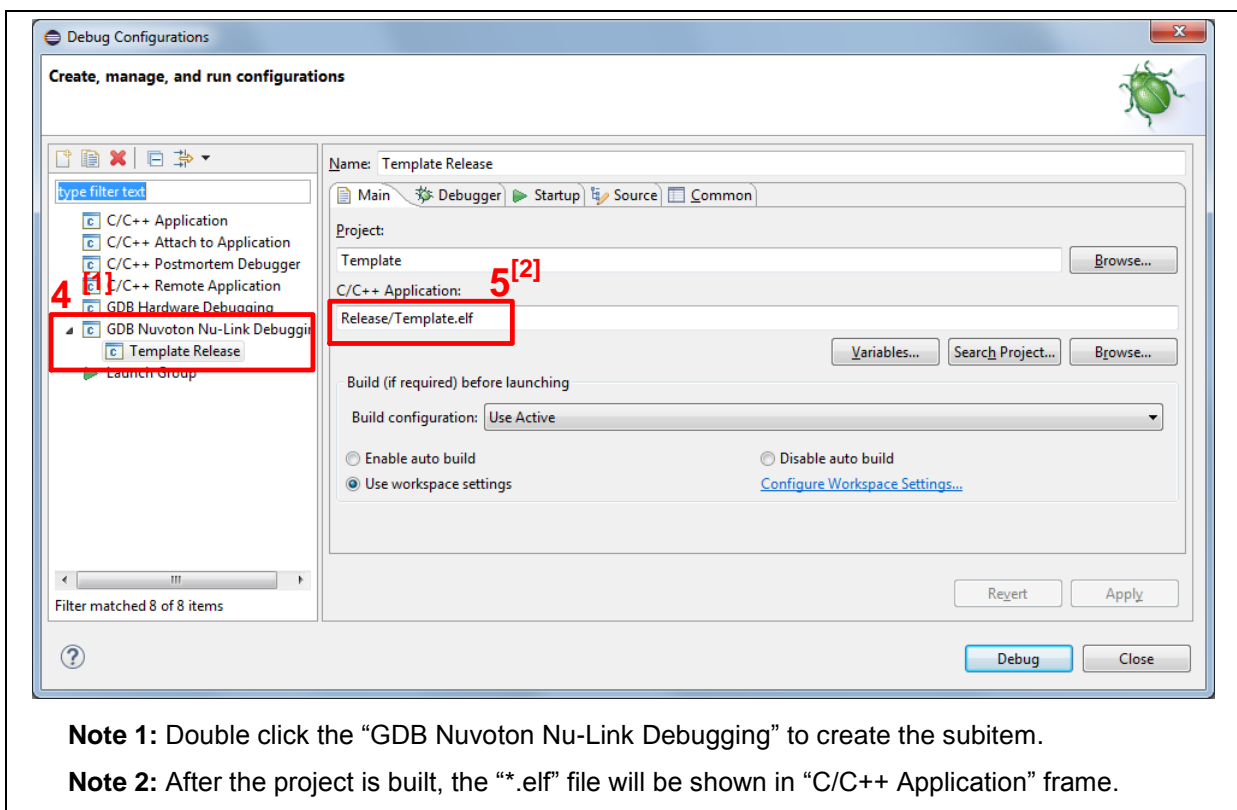 Debug Configurations
Create, manage, and run configurations
type filter text
C/C++ Application
C/C++ Attach to Application
C/C++ Postmortem Debugger
C/C++ Remote Application
GDB Hardware Debugging
GDB Nuvoton Nu-Link Debuggin
Template Release
Launch Group
4 [1]
Filter matched 8 of 8 items
Name: Template Release
Main Debugger Startup Source Common
Project:
Template Browse...
5[2]
C/C++ Application:
Release/Template.elf
Variables... Search Project... Browse...
Build (if required) before launching
Build configuration: Use Active
Enable auto build Disable auto build
Use workspace settings Configure Workspace Settings...
Revert Apply
? Debug Close
Note 1: Double click the “GDB Nuvoton Nu-Link Debugging” to create the subitem.
Note 2: After the project is built, the “*.elf” file will be shown in “C/C++ Application” frame.